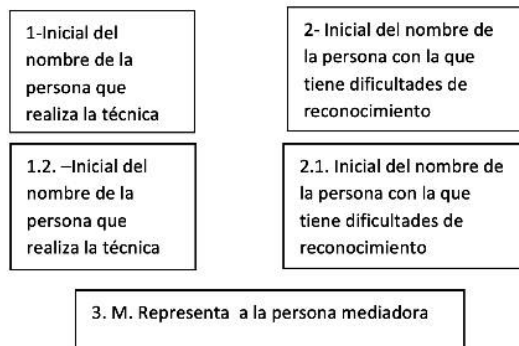 1-Inicial del
nombre de la
persona que
realiza la técnica
2- Inicial del nombre de
la persona con la que
tiene dificultades de
reconocimiento
1.2. –Inicial del
nombre de la
persona que
realiza la técnica
2.1. Inicial del nombre de
la persona con la que
tiene dificultades de
reconocimiento
3. M. Representa a la persona mediadora